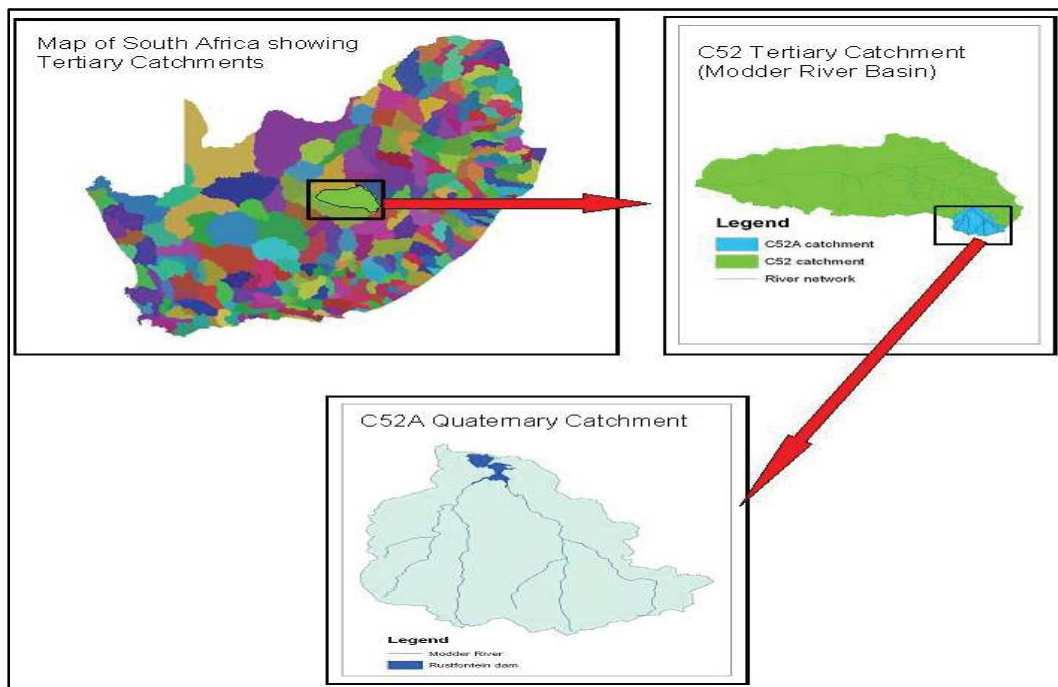 Map of South Africa showing
Tertiary Catchments
C52 Tertiary Catchment
(Modder River Basin)
Legend
C52A catchment
C52 catchment
River network
C52A Quaternary Catchment
Legend
Modder River
Rustfontein dam